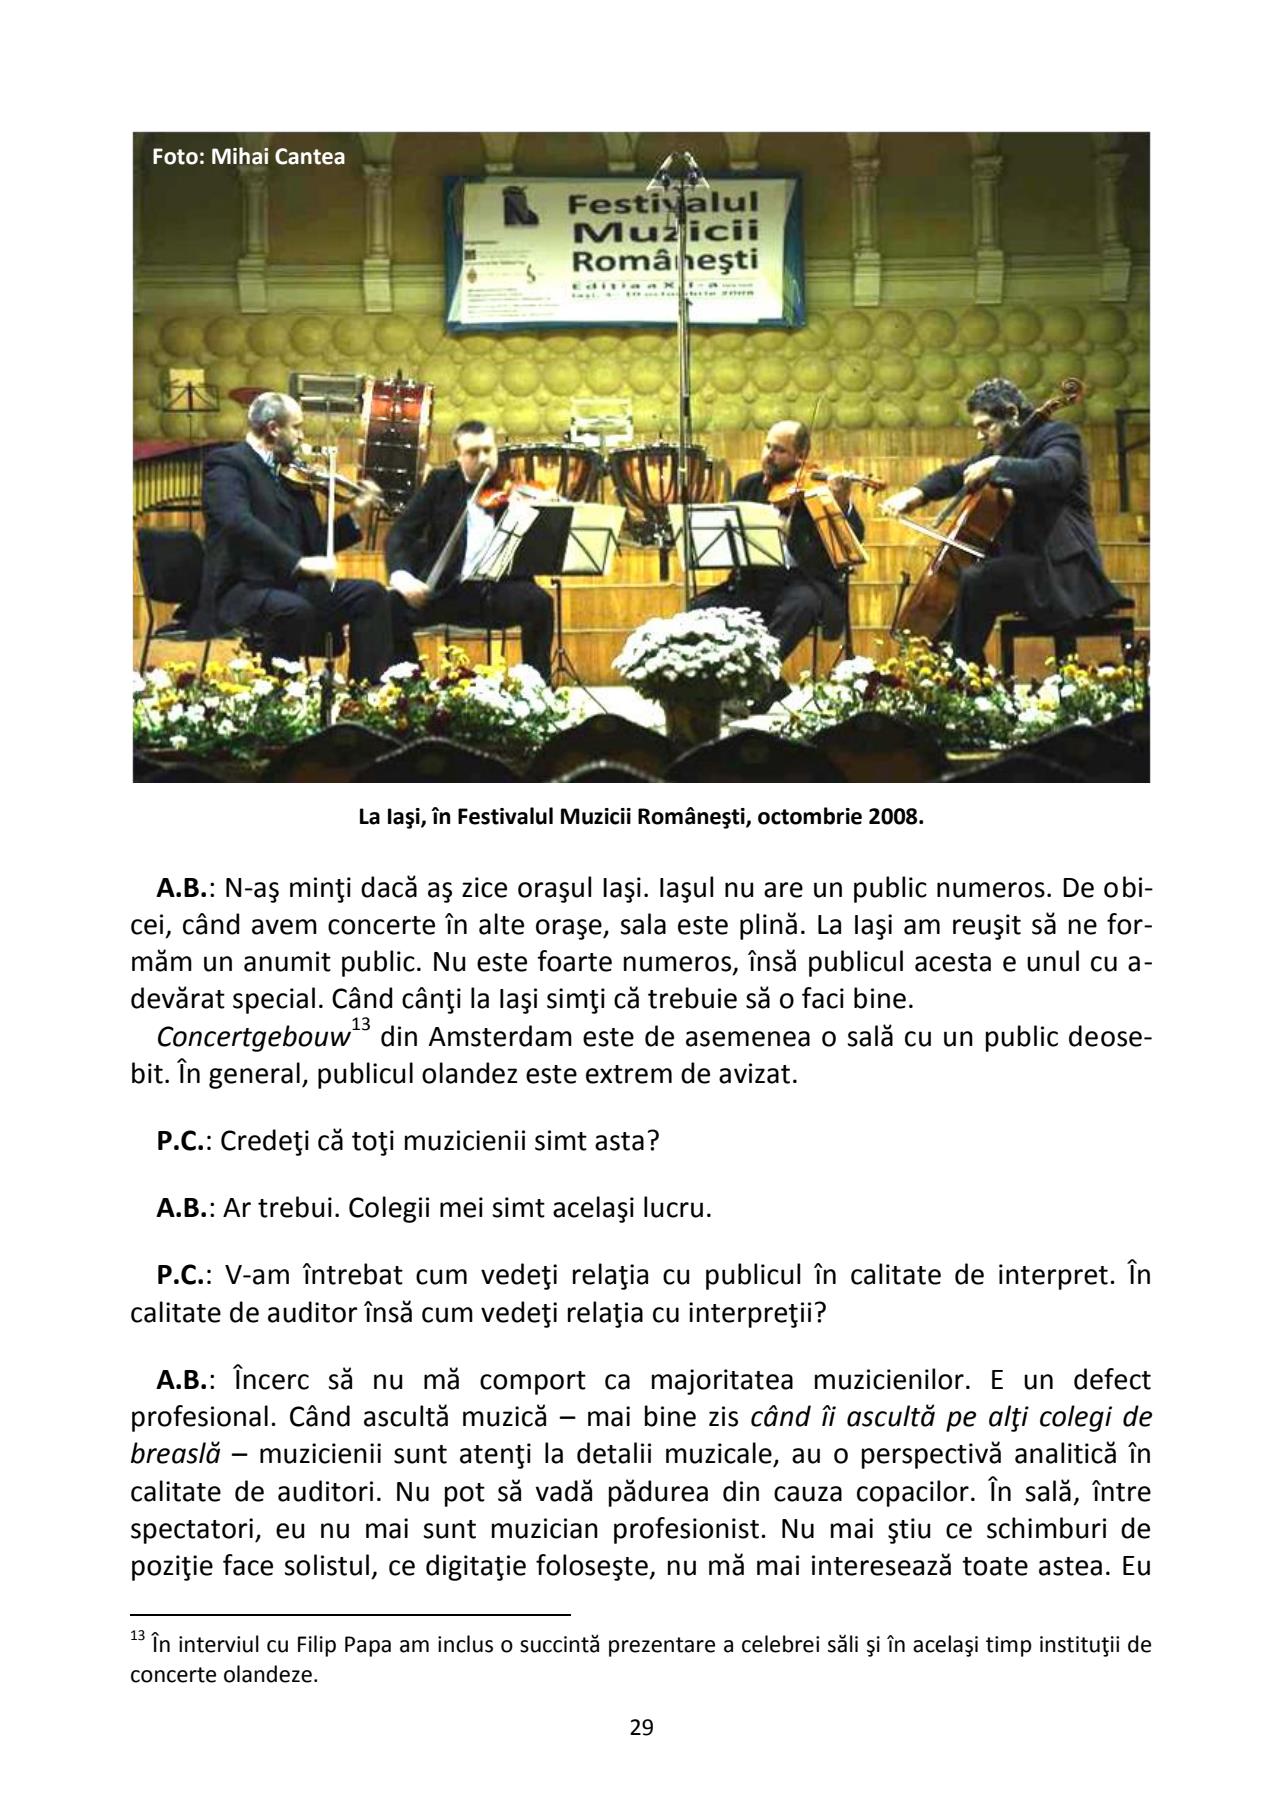 Foto: Mihai Cantea
Festivalul
Muzicii
Româneşti
La Iaşi, în Festivalul Muzicii Româneşti, octombrie 2008.
A.B.: N-aş minţi dacă aş zice oraşul Iaşi. Iaşul nu are un public numeros. De obi-
cei, când avem concerte în alte oraşe, sala este plină. La Iaşi am reuşit să ne for-
măm un anumit public. Nu este foarte numeros, însă publicul acesta e unul cu a-
devărat special. Când cânţi la Iaşi simţi că trebuie să o faci bine.
Concertgebouw13 din Amsterdam este de asemenea o sală cu un public deose-
bit. În general, publicul olandez este extrem de avizat.
P.C.: Credeţi că toţi muzicienii simt asta?
A.B.: Ar trebui. Colegii mei simt acelaşi lucru.
P.C.: V-am întrebat cum vedeţi relaţia cu publicul în calitate de interpret. În
calitate de auditor însă cum vedeţi relaţia cu interpreţii?
A.B.: Încerc să nu mă comport ca majoritatea muzicienilor. E un defect
profesional. Când ascultă muzică – mai bine zis când îi ascultă pe alţi colegi de
breaslă – muzicienii sunt atenţi la detalii muzicale, au o perspectivă analitică în
calitate de auditori. Nu pot să vadă pădurea din cauza copacilor. În sală, între
spectatori, eu nu mai sunt muzician profesionist. Nu mai ştiu ce schimburi de
poziţie face solistul, ce digitaţie foloseşte, nu mă mai interesează toate astea. Eu
13 În interviul cu Filip Papa am inclus o succintă prezentare a celebrei săli şi în acelaşi timp instituţii de
concerte olandeze.
29